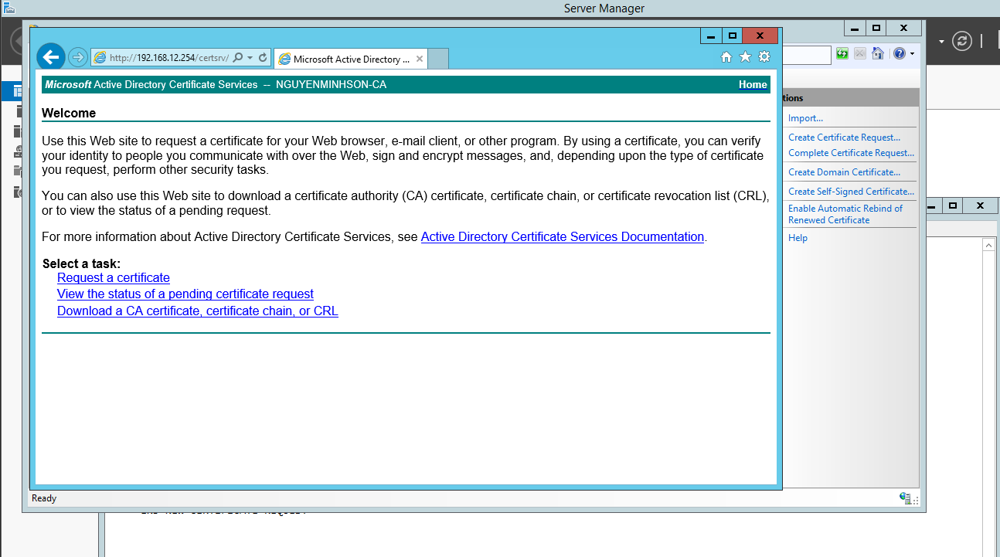 Server Manager
http://192.168.12.254/certsrv/
Microsoft Active Directory ...
Microsoft Active Directory Certificate Services -- NGUYENMINHSON-CA
Home
Welcome
Use this Web site to request a certificate for your Web browser, e-mail client, or other program. By using a certificate, you can verify
your identity to people you communicate with over the Web, sign and encrypt messages, and, depending upon the type of certificate
you request, perform other security tasks.
You can also use this Web site to download a certificate authority (CA) certificate, certificate chain, or certificate revocation list (CRL),
or to view the status of a pending request.
For more information about Active Directory Certificate Services, see Active Directory Certificate Services Documentation.
Select a task:
Request a certificate
View the status of a pending certificate request
Download a CA certificate, certificate chain, or CRL
tions
Import...
Create Certificate Request...
Complete Certificate Request...
Create Domain Certificate...
Create Self-Signed Certificate...
Enable Automatic Rebind of
Renewed Certificate
Help
Ready